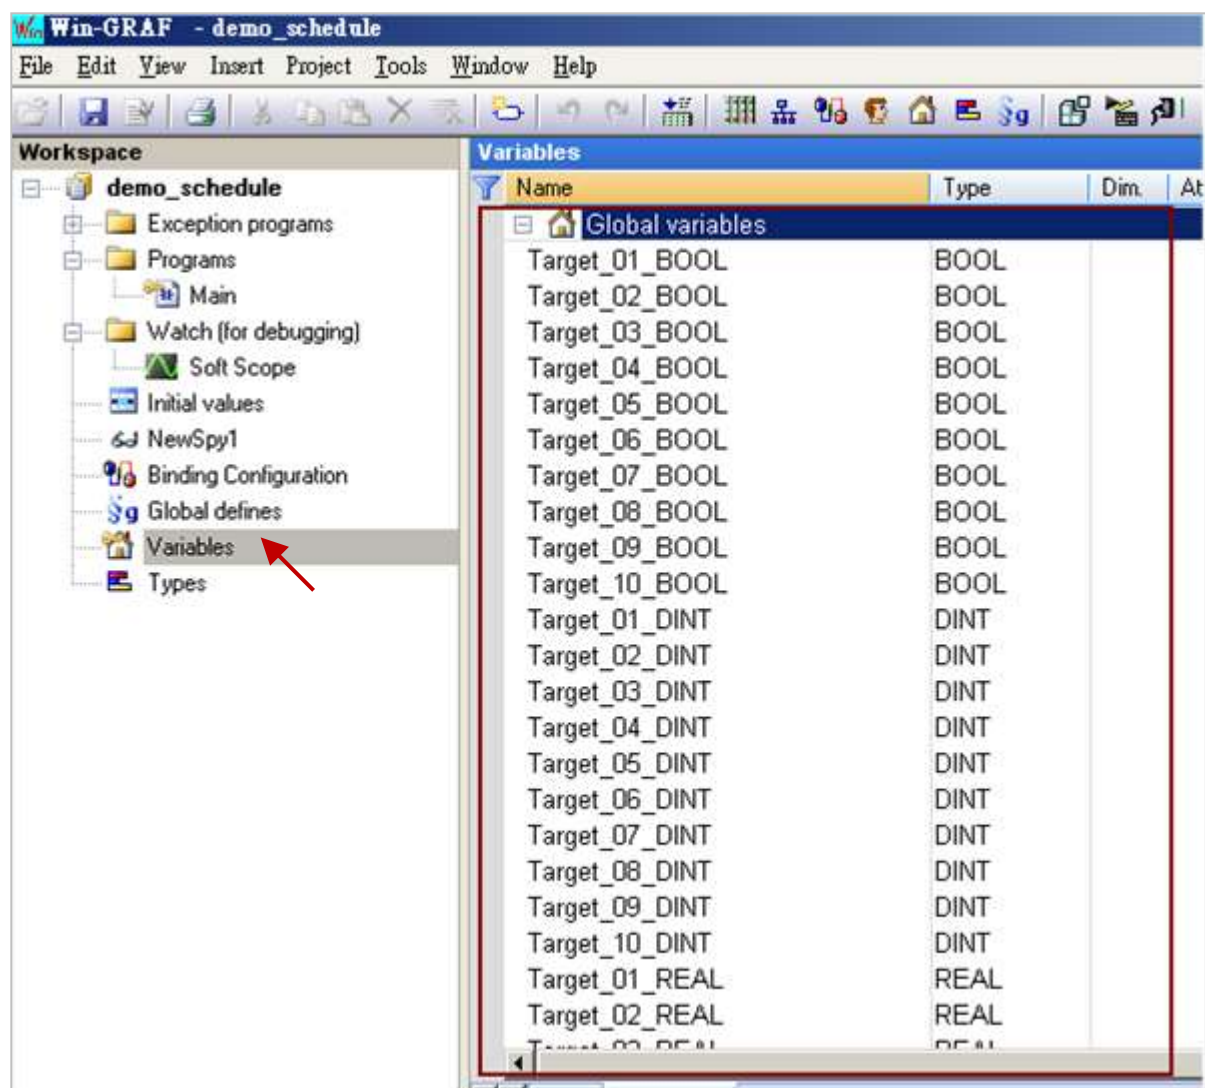 Win-GRAF - demo_schedule
File Edit View Insert Project Tools Window Help
Workspace
demo_schedule
Exception programs
Programs
Main
Watch (for debugging)
Soft Scope
Initial values
NewSpy1
Binding Configuration
Global defines
Variables
Types
Variables
Name Type Dim. At
Global variables
Target_01_BOOL BOOL
Target_02_BOOL BOOL
Target_03_BOOL BOOL
Target_04_BOOL BOOL
Target_05_BOOL BOOL
Target_06_BOOL BOOL
Target_07_BOOL BOOL
Target_08_BOOL BOOL
Target_09_BOOL BOOL
Target_10_BOOL BOOL
Target_01_DINT DINT
Target_02_DINT DINT
Target_03_DINT DINT
Target_04_DINT DINT
Target_05_DINT DINT
Target_06_DINT DINT
Target_07_DINT DINT
Target_08_DINT DINT
Target_09_DINT DINT
Target_10_DINT DINT
Target_01_REAL REAL
Target_02_REAL REAL